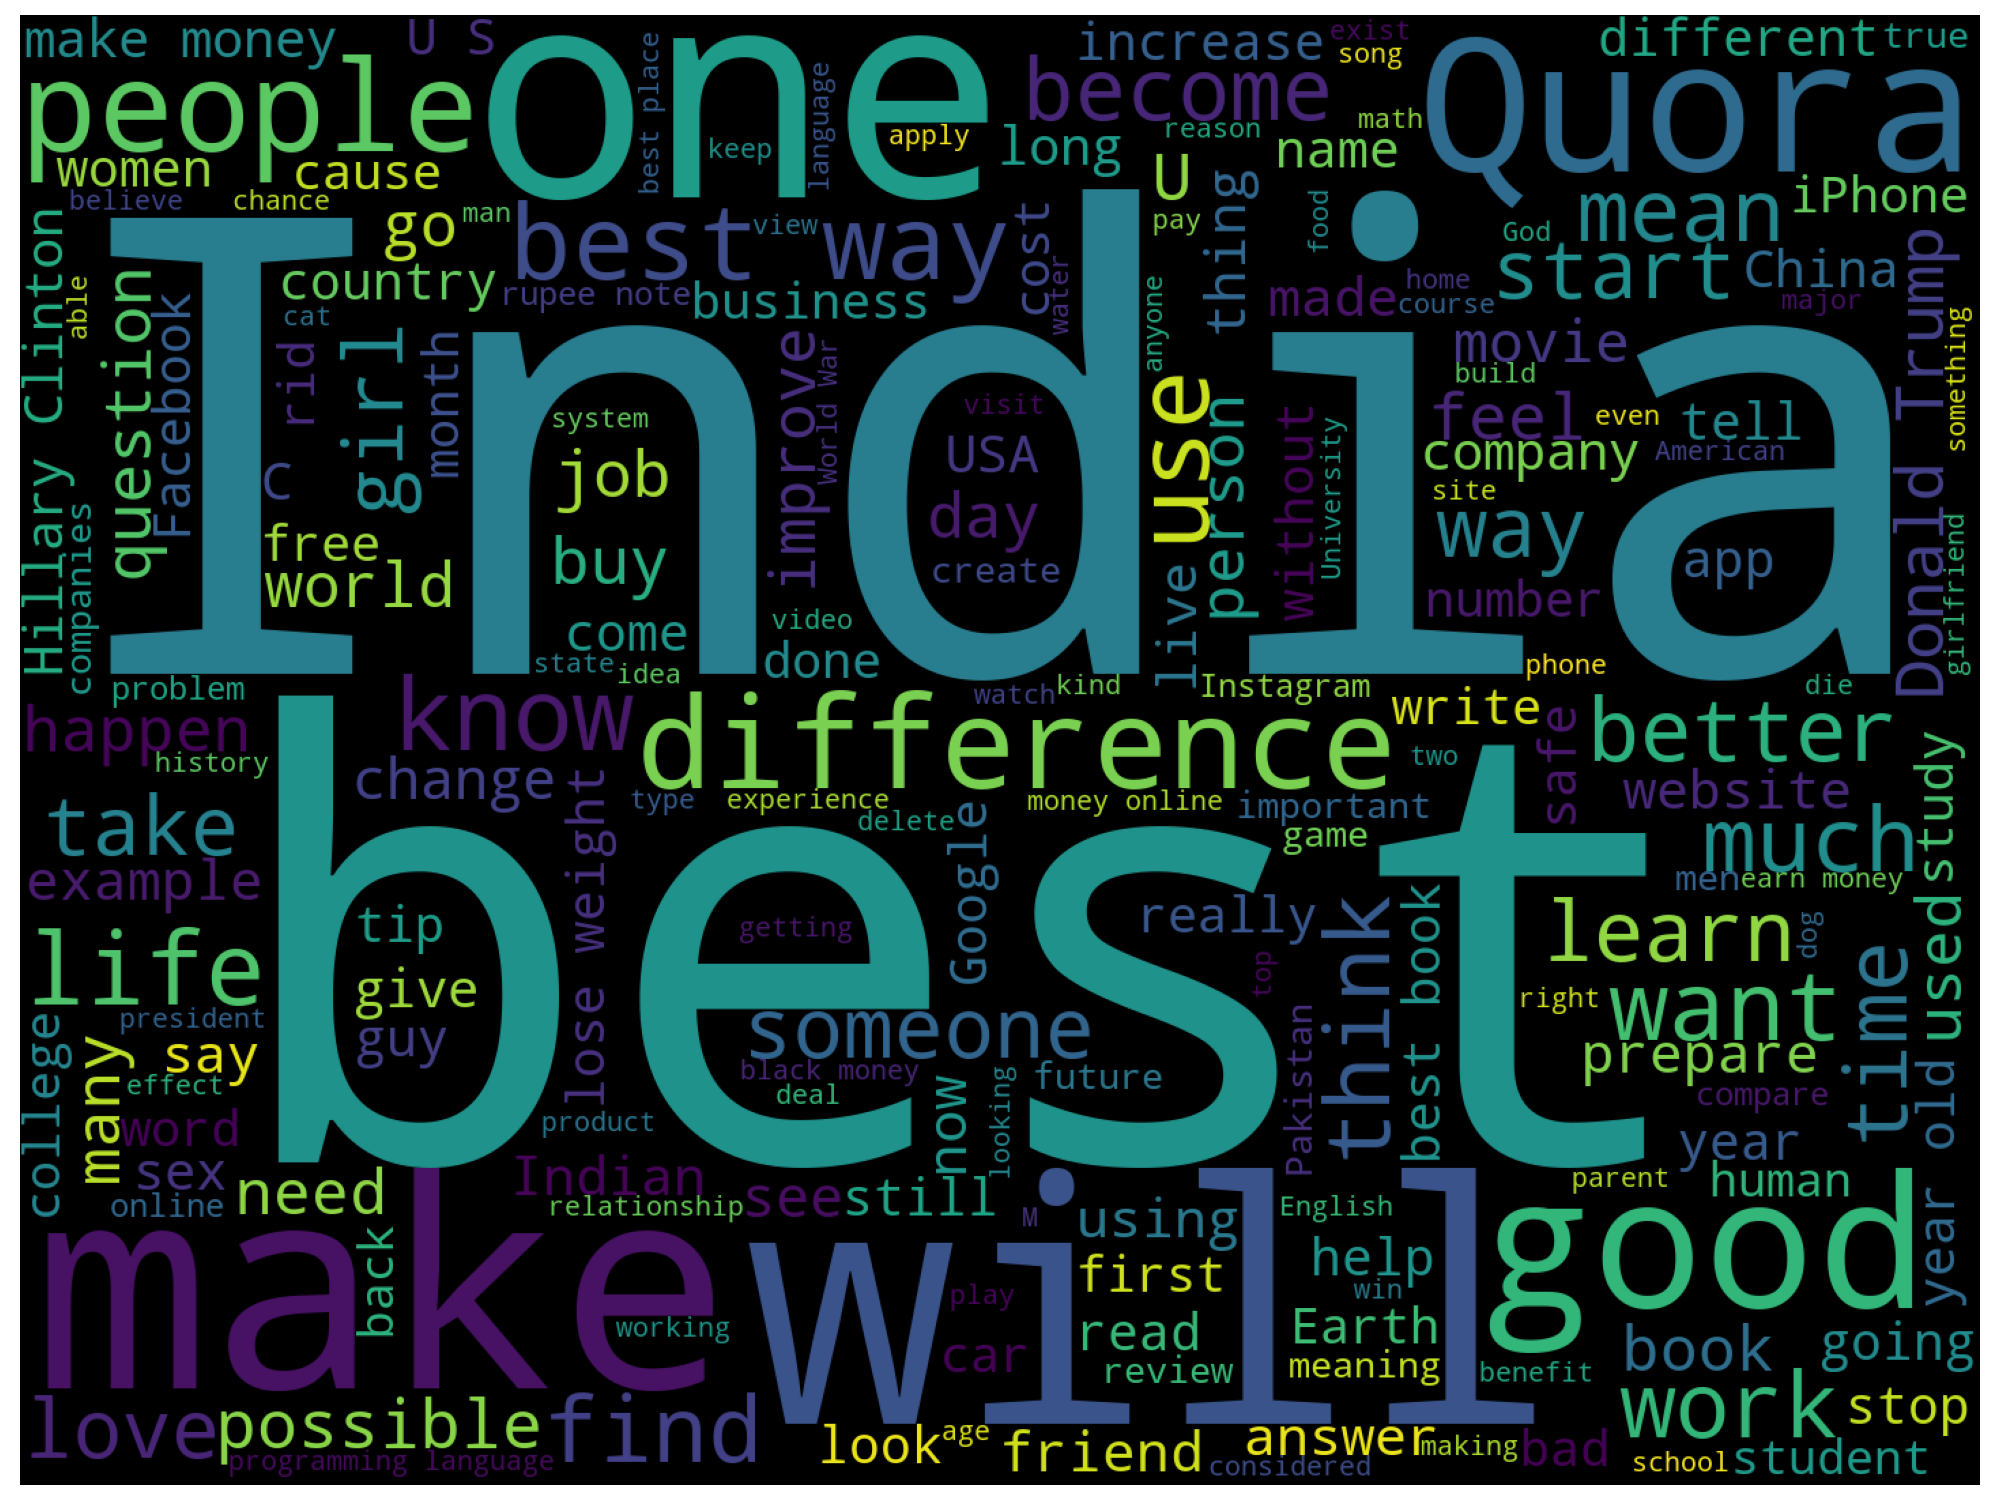 make money
U S
one
best place
language
increase
exist
song
Quora
different
true
people
become
keep
apply
long
reason
math
name
women
cause
believe
chance
U
thing
food
mean
iPhone
go
man
best way
view
cost
pay
God
India
start
China
Hillary Clinton
able
question
Facebook
country
rupee note
business
water
made
home
course
major
Donald Trump
something
cat
rid
girl
month
improve
World War
anyone
use
person
movie
build
system
visit
without
University
feel
even
tell
C
job
USA
company
American
site
companies
free
world
buy
day
create
live
way
app
number
girlfriend
come
video
done
state
idea
phone
problem
know
watch
kind
Instagram
die
happen
difference
write
better
history
change
two
safe
website
take
lose weight
type
experience
delete
Google
money online
important
game
much
study
example
best
men
earn money
tip
getting
really
think
best book
learn
dog
time
used
life
give
top
right
want
college
president
say
guy
someone
black money
future
Pakistan
prepare
many
effect
deal
now
looking
compare
year old
word
product
year
sex
Indian
see
still
parent
human
online
need
relationship
M
using
English
good
make
back
will
help
first
play
win
working
car
read
Earth
book
going
review
meaning
benefit
love
possible
find
work
stop
look
age
friend
answer
making
bad
student
programming language
considered
school